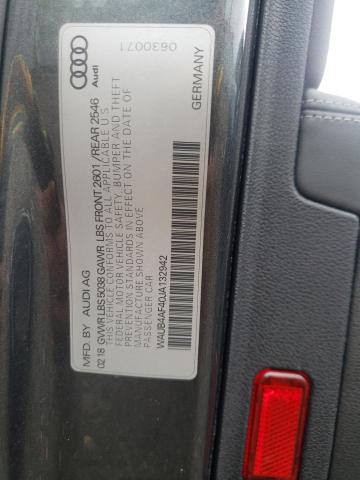 MFD. BY AUDI AG
02.18 GVWR LBS 5038 GAWR LBS FRONT 2601 / REAR 2546
THIS VEHICLE CONFORMS TO ALL APPLICABLE U S
FEDERAL MOTOR VEHICLE SAFETY, BUMPER AND THEFT
PREVENTION STANDARDS IN EFFECT ON THE DATE OF
MANUFACTURE SHOWN ABOVE
PASSENGER CAR
WAUB4AF40JA132942
GERMANY
Audi
0630071